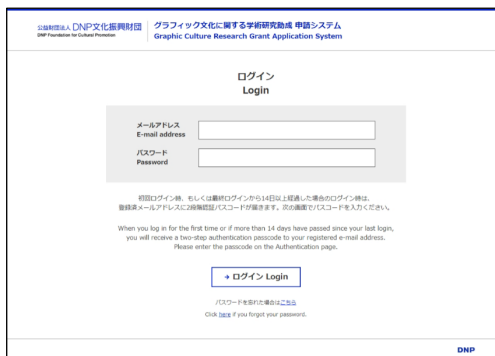 公益財団法人 DNP文化振興財団
DNP Foundation for Cultural Promotion
グラフィック文化に関する学術研究助成 申請システム
Graphic Culture Research Grant Application System
ログイン
Login
メールアドレス
E-mail address
パスワード
Password
初回ログイン時、もしくは最終ログインから14日以上経過した場合のログイン時は、
登録済メールアドレスに2段階認証パスコードが届きます。次の画面でパスコードを入力ください。
When you log in for the first time or if more than 14 days have passed since your last login,
you will receive a two-step authentication passcode to your registered e-mail address.
Please enter the passcode on the Authentication page.
→ ログイン Login
パスワードを忘れた場合はこちら
Click here if you forgot your password.
DNP